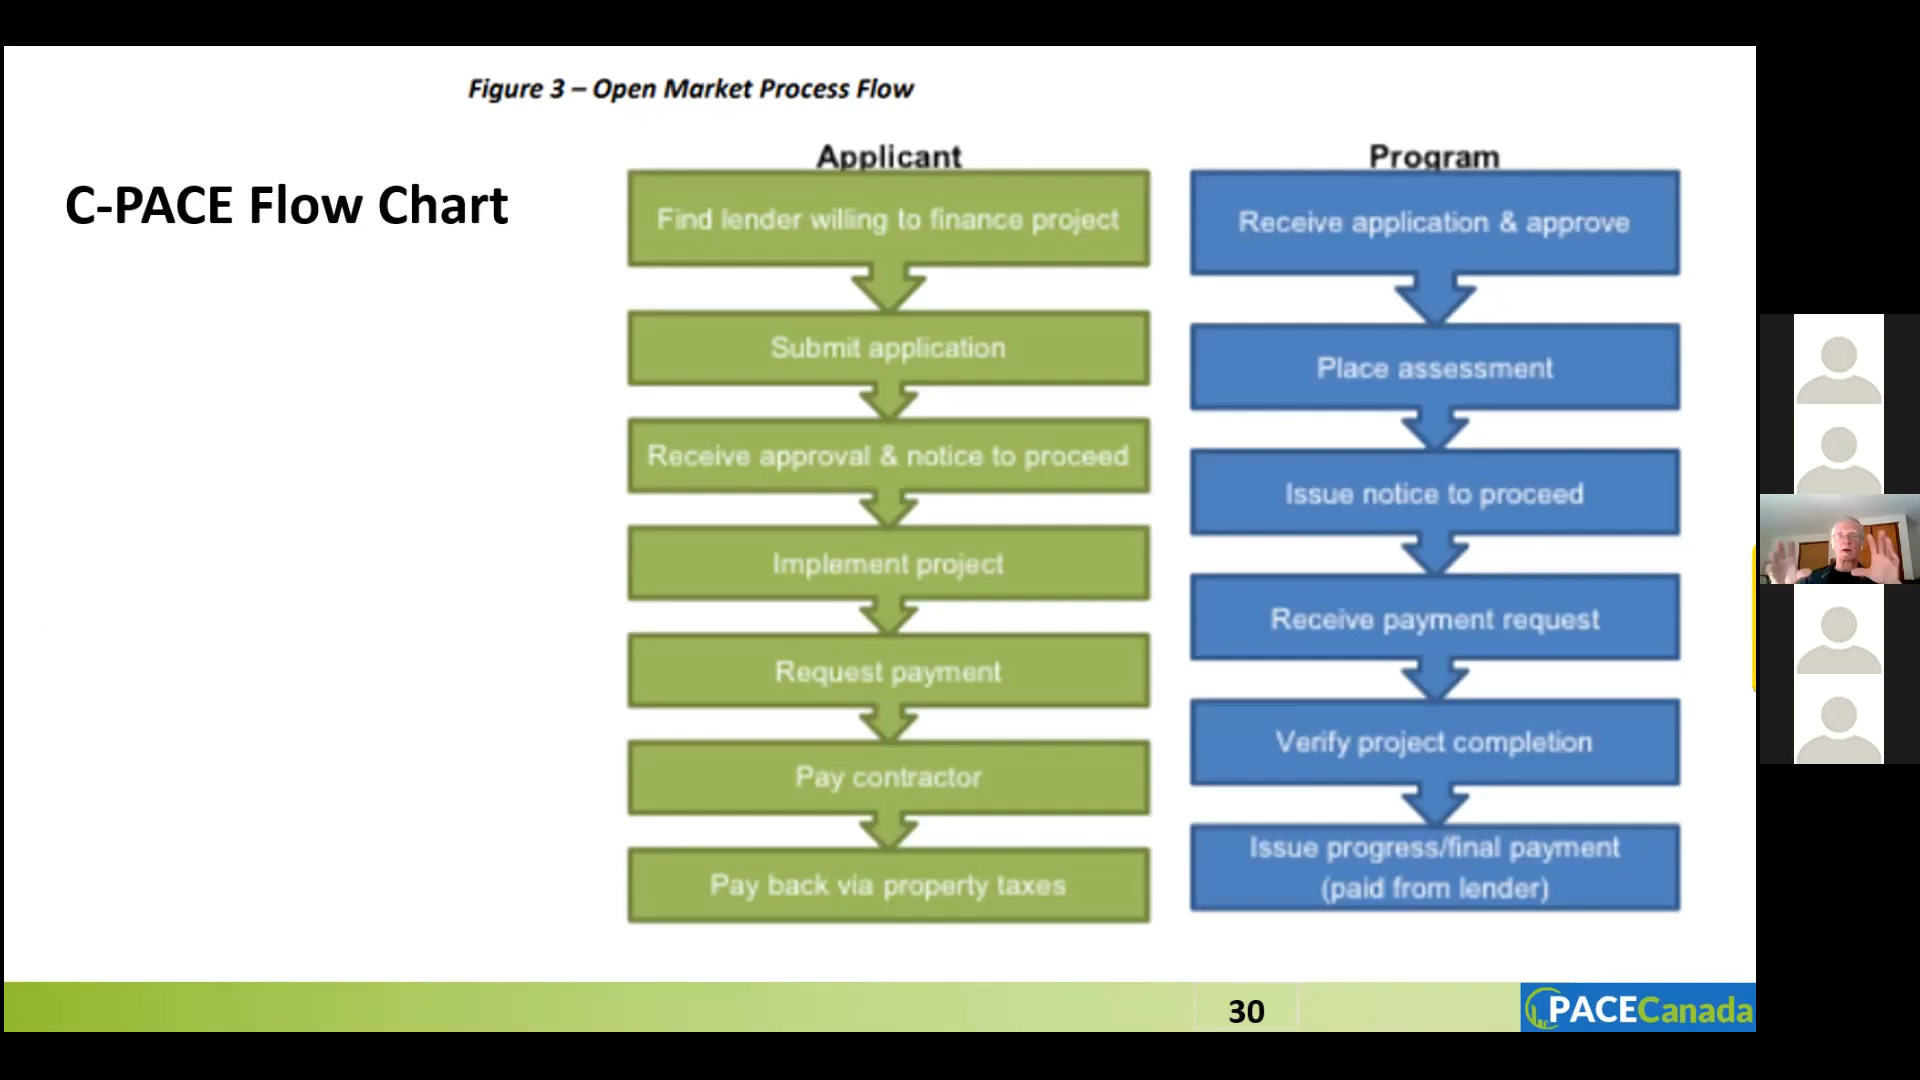 Figure 3 – Open Market Process Flow
C-PACE Flow Chart
Applicant
Find lender willing to finance project
Submit application
Receive approval & notice to proceed
Implement project
Request payment
Pay contractor
Pay back via property taxes
Program
Receive application & approve
Place assessment
Issue notice to proceed
Receive payment request
Verify project completion
Issue progress/final payment
(paid from lender)
30
PACECanada